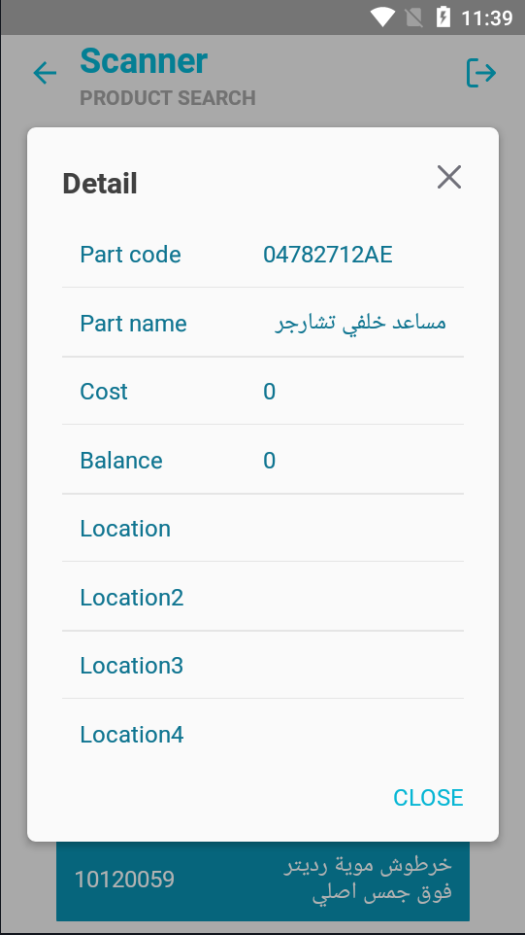 11:39
Scanner
PRODUCT SEARCH
Detail
Part code 04782712AE
Part name مساعد خلفي تشارجر
Cost 0
Balance 0
Location
Location2
Location3
Location4
CLOSE
10120059 خرطوش موية رديتر
فوق جمس اصلي